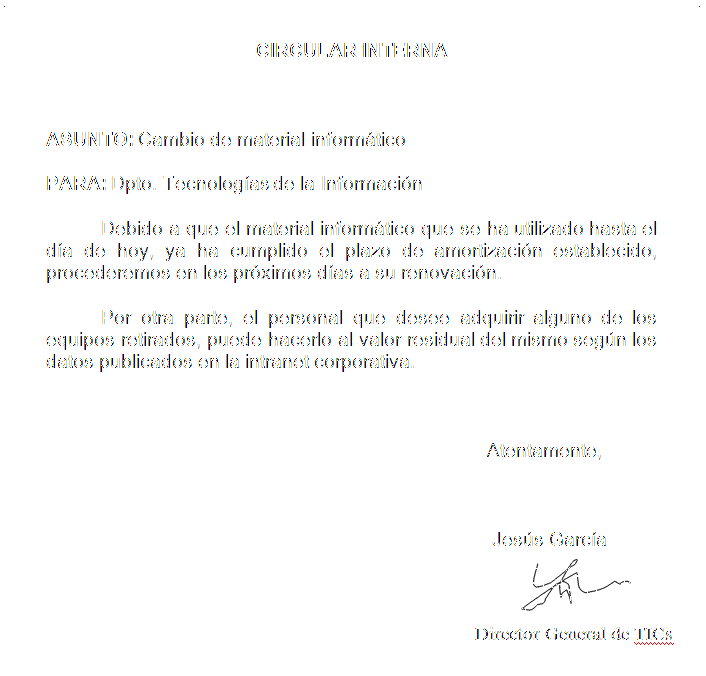 CIRCULAR INTERNA
ASUNTO: Cambio de material informático
PARA: Dpto. Tecnologías de la Información
Debido a que el material informático que se ha utilizado hasta el
día de hoy, ya ha cumplido el plazo de amortización establecido,
procederemos en los próximos días a su renovación.
Por otra parte, el personal que desee adquirir alguno de los
equipos retirados, puede hacerlo al valor residual del mismo según los
datos publicados en la intranet corporativa.
Atentamente,
Jesús García
Director General de TICs